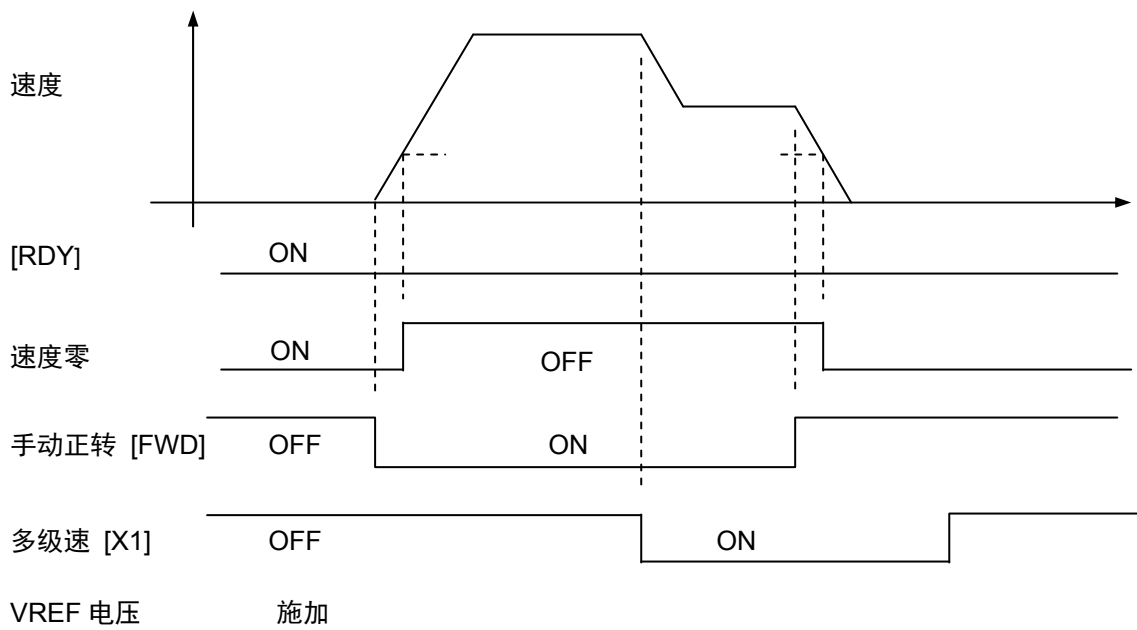 速度
[RDY] ON
速度零 ON OFF
手动正转 [FWD] OFF ON
多级速 [X1] OFF ON
VREF 电压 施加